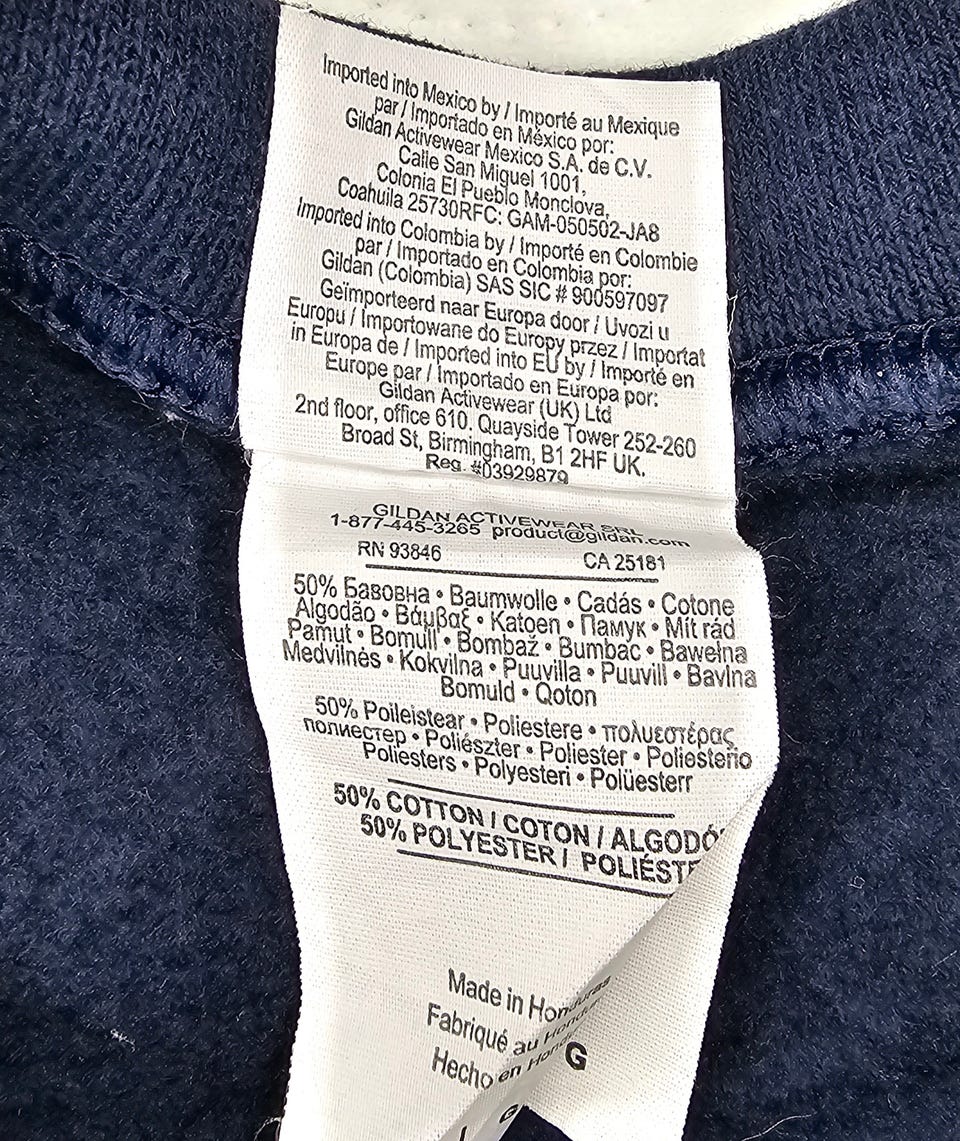 Imported into Mexico by / Importé au Mexique
par / Importado en México por:
Gildan Activewear Mexico S.A. de C.V.
Calle San Miguel 1001,
Colonia El Pueblo Monclova,
Coahuila 25730RFC: GAM-050502-JA8
Imported into Colombia by / Importé en Colombie
par / Importado en Colombia por:
Gildan (Colombia) SAS SIC # 900597097
Geïmporteerd naar Europa door / Uvozi u
Europu / Importowane do Europy przez / Importat
in Europa de / Imported into EU by / Importé en
Europe par / Importado en Europa por:
Gildan Activewear (UK) Ltd
2nd floor, office 610. Quayside Tower 252-260
Broad St, Birmingham, B1 2HF UK.
Reg. #03929879
GILDAN ACTIVEWEAR SRL
1-877-445-3265 product@gildan.com
RN 93846 CA 25181
50% Бавовна • Baumwolle • Cadás • Cotone
Algodão • Βάμβαξ • Katoen • Памук • Mit rád
Pamut • Bomull • Bombaž • Bumbac • Bawełna
Medvilnės • Kokvilna • Puuvilla • Puuvill • Bavlna
Bomuld • Qoton
50% Poileistear • Poliestere • πολυεστέρας
полиестер • Poliészter • Poliester • Poliesteño
Poliesters • Polyesteri • Polüesterr
50% COTTON / COTON / ALGODÓ
50% POLYESTER / POLIÉSTE
Made in Honduras
Fabriqué au Hondu
Hecho en Hon
G
G
L